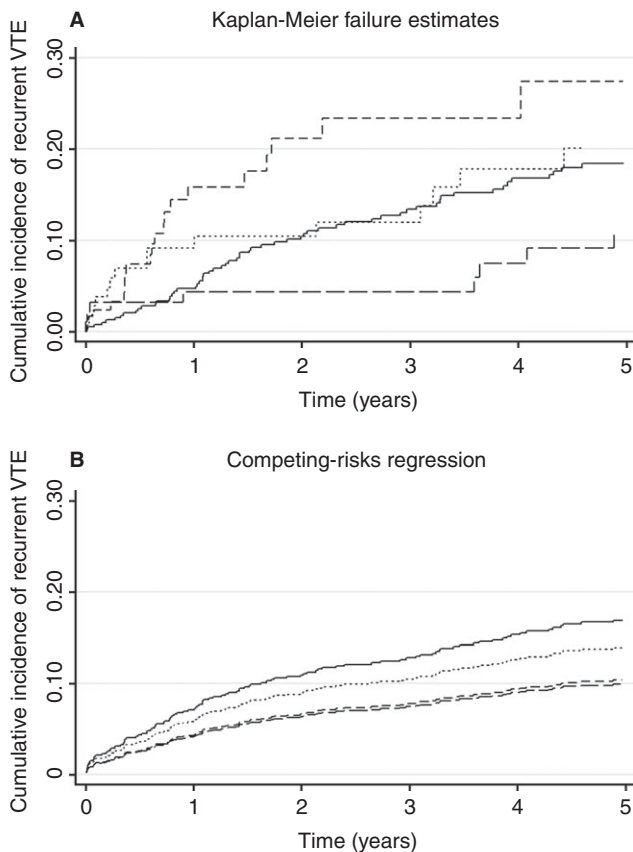 A Kaplan-Meier failure estimates
Cumulative incidence of recurrent VTE
0.30
0.20
0.10
0.00
0 1 2 3 4 5
Time (years)
B Competing-risks regression
Cumulative incidence of recurrent VTE
0.30
0.20
0.10
0
0 1 2 3 4 5
Time (years)